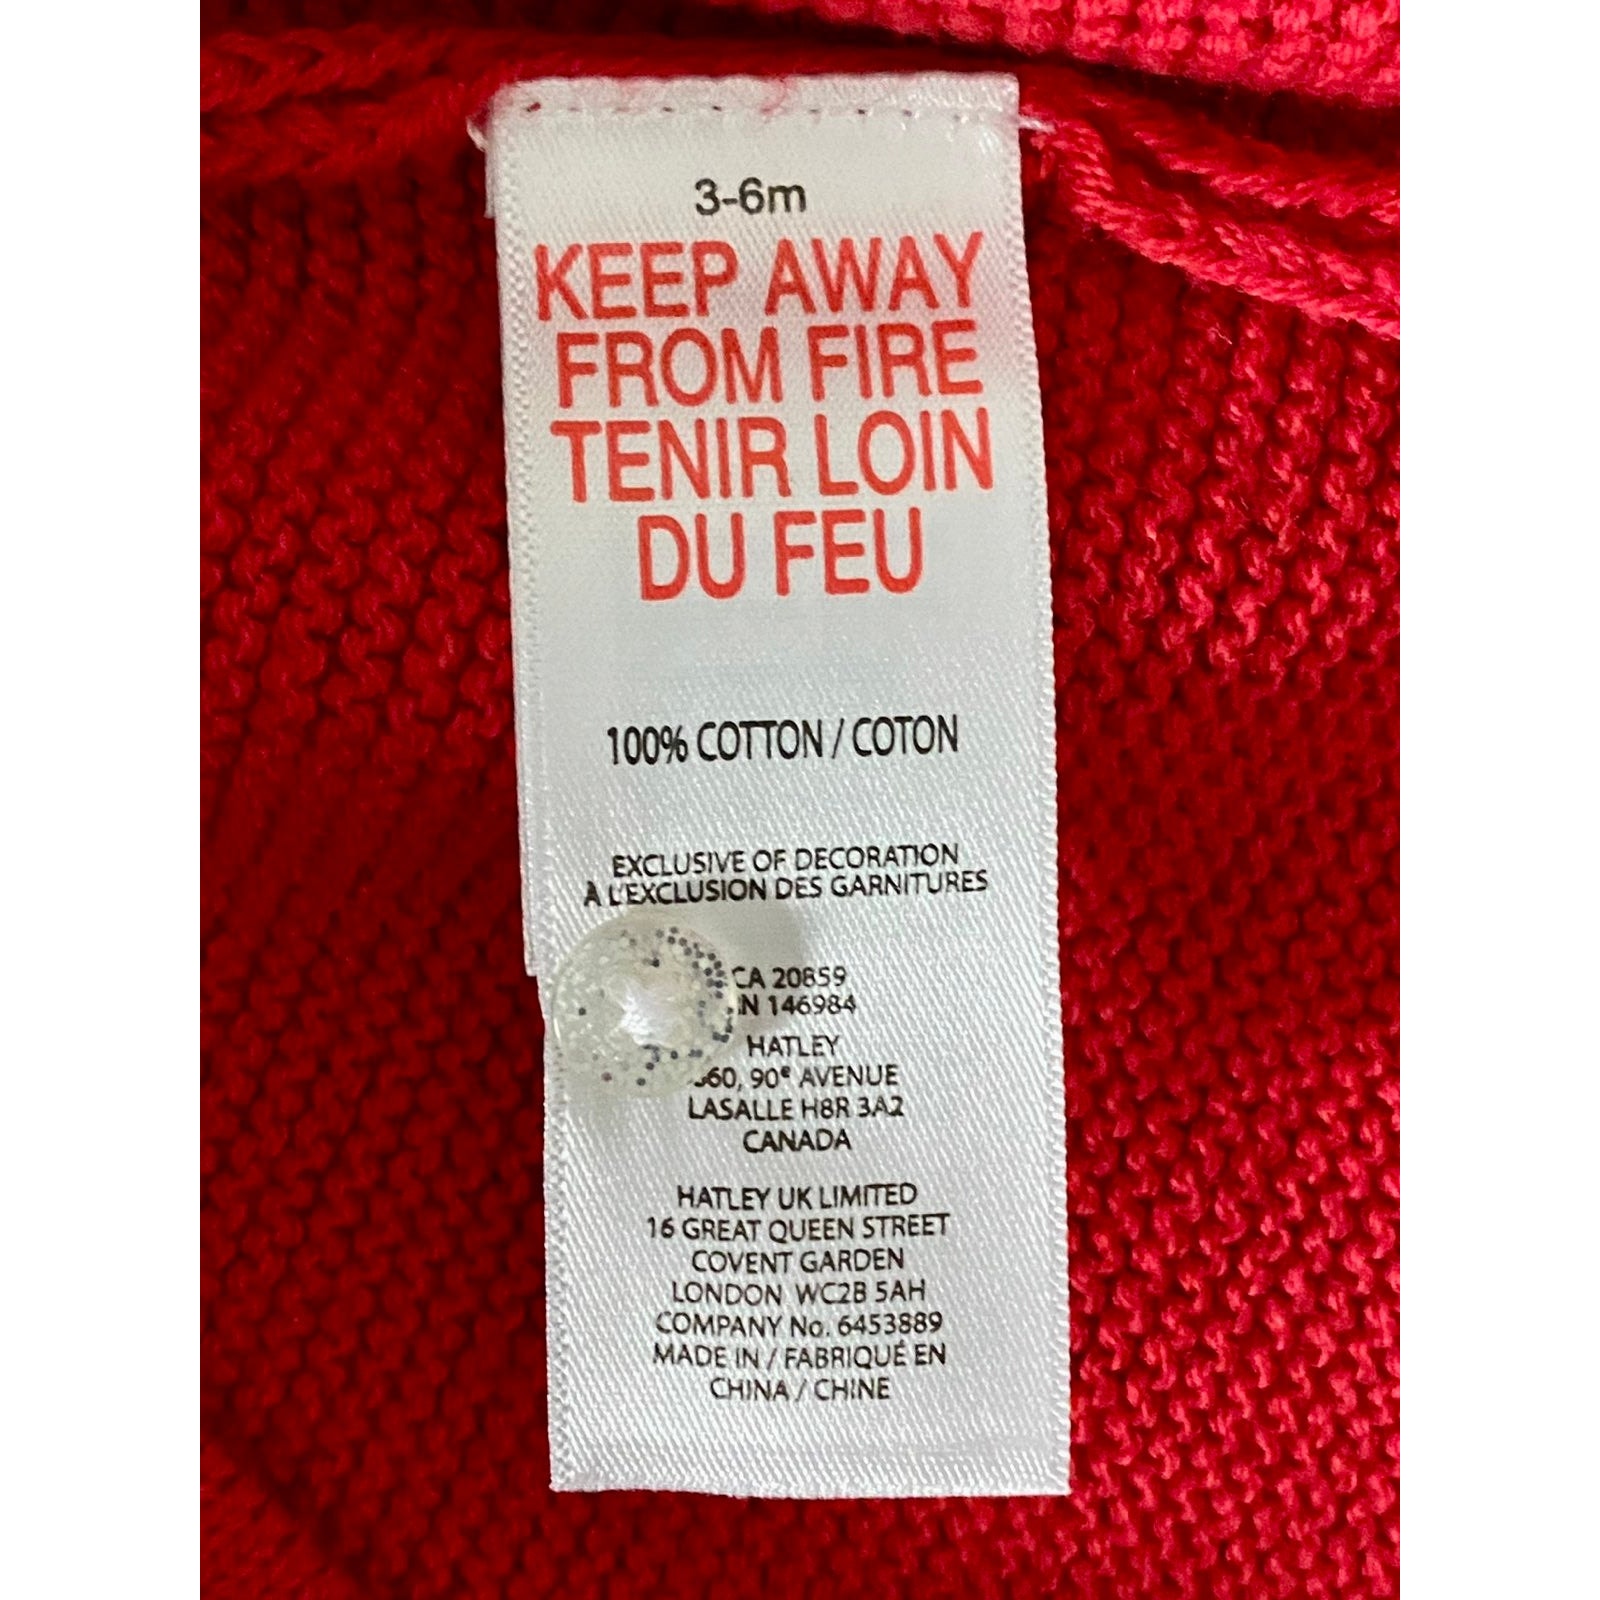 3-6m
KEEP AWAY
FROM FIRE
TENIR LOIN
DU FEU
100% COTTON / COTON
EXCLUSIVE OF DECORATION
À L'EXCLUSION DES GARNITURES
CA 20859
146984
HATLEY
90e AVENUE
LASALLE H8R 3A2
CANADA
HATLEY UK LIMITED
16 GREAT QUEEN STREET
COVENT GARDEN
LONDON WC2B 5AH
COMPANY No. 6453889
MADE IN / FABRIQUÉ EN
CHINA / CHINE